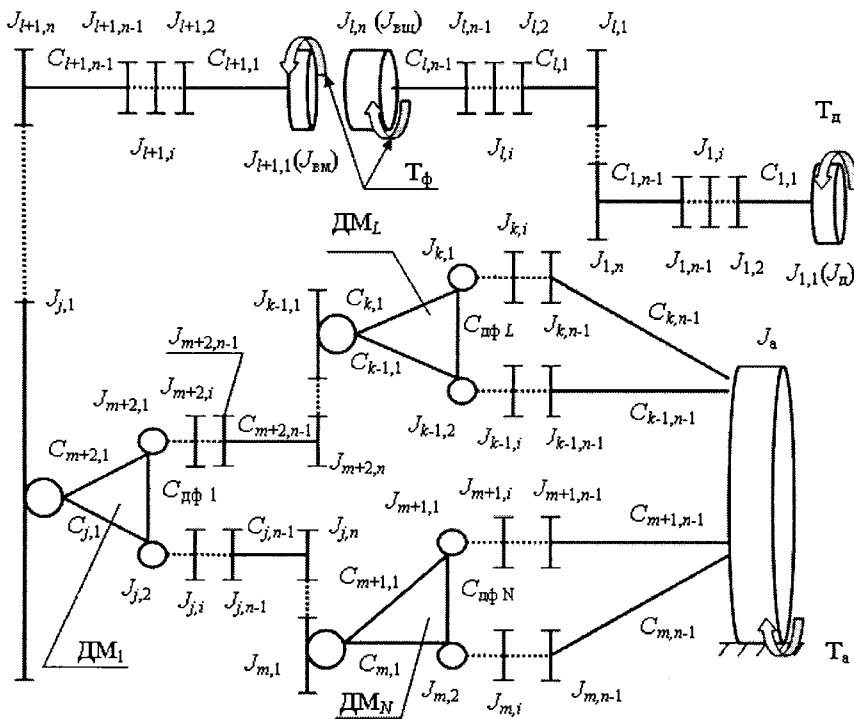 J_{l+1,n} J_{l+1,n-1} J_{l+1,2} J_{l,n} (J_{вщ}) J_{l,n-1} J_{l,2} J_{l,1}
C_{l+1,n-1} C_{l+1,1} C_{l,n-1} C_{l,1}
T_д
J_{l+1,i} J_{l+1,1}(J_{вм}) T_ф J_{l,i} C_{1,n-1} J_{1,i} C_{1,1}
ДМ_L J_{k,1} J_{k,i} J_{1,n} J_{1,n-1} J_{1,2} J_{1,1}(J_д)
J_{j,1} J_{k-1,1} C_{k,1} C_{k,n-1}
J_{m+2,n-1} C_{дф L} J_{k,n-1} J_a
C_{k-1,1}
J_{m+2,1} J_{m+2,i} C_{k-1,n-1}
C_{m+2,n-1} J_{k-1,2} J_{k-1,i} J_{k-1,n-1}
C_{m+2,1} J_{m+2,n}
C_{дф 1} J_{m+1,1} J_{m+1,i} J_{m+1,n-1}
C_{j,1} C_{j,n-1} J_{j,n} C_{m+1,n-1}
J_{j,2} J_{j,i} J_{j,n-1} C_{m+1,1} C_{дф N}
C_{m,n-1}
ДМ_1 J_{m,1} C_{m,1} T_a
ДМ_N J_{m,2} J_{m,i} J_{m,n-1}